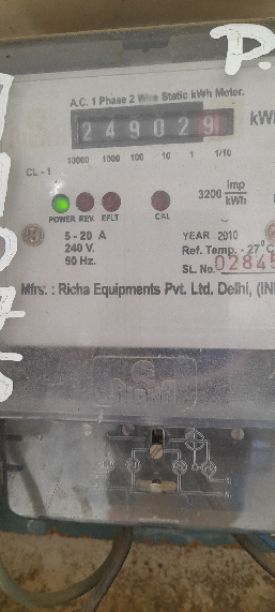 P.
A.C. 1 Phase 2 Wire Static kWh Meter.
249029
kW
10000 1000 100 10 1 1/10
CL - 1
3200 imp/kWh
POWER REV. E/FLT CAL
5 - 20 A
240 V.
50 Hz.
YEAR 2010
Ref. Temp. - 27°C
SL. No. 02845
Mfrs. : Richa Equipments Pvt. Ltd. Delhi, (IN